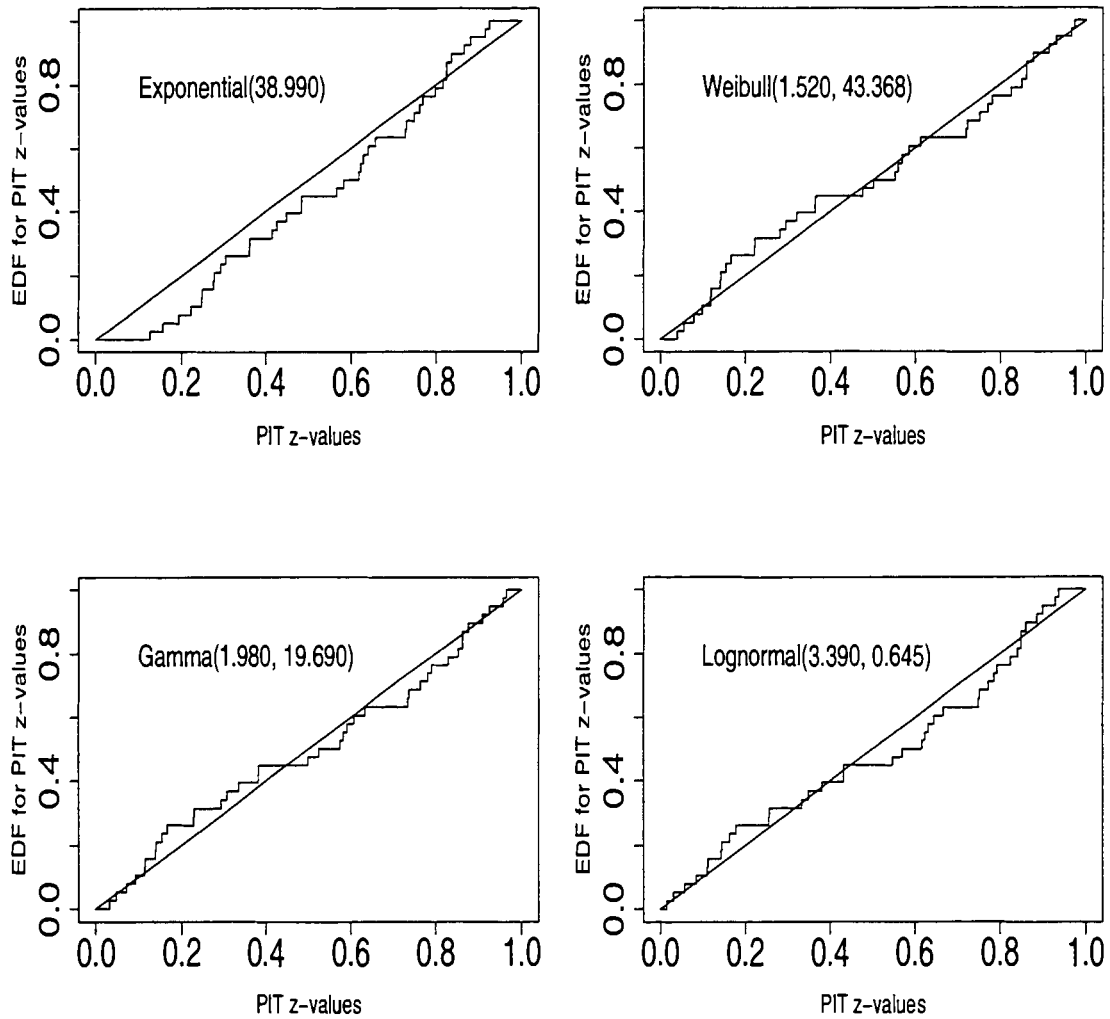 EDF for PIT z-values
0.0 0.4 0.8
Exponential(38.990)
0.0 0.2 0.4 0.6 0.8 1.0
PIT z-values
EDF for PIT z-values
0.0 0.4 0.8
Weibull(1.520, 43.368)
0.0 0.2 0.4 0.6 0.8 1.0
PIT z-values
EDF for PIT z-values
0.0 0.4 0.8
Gamma(1.980, 19.690)
0.0 0.2 0.4 0.6 0.8 1.0
PIT z-values
EDF for PIT z-values
0.0 0.4 0.8
Lognormal(3.390, 0.645)
0.0 0.2 0.4 0.6 0.8 1.0
PIT z-values